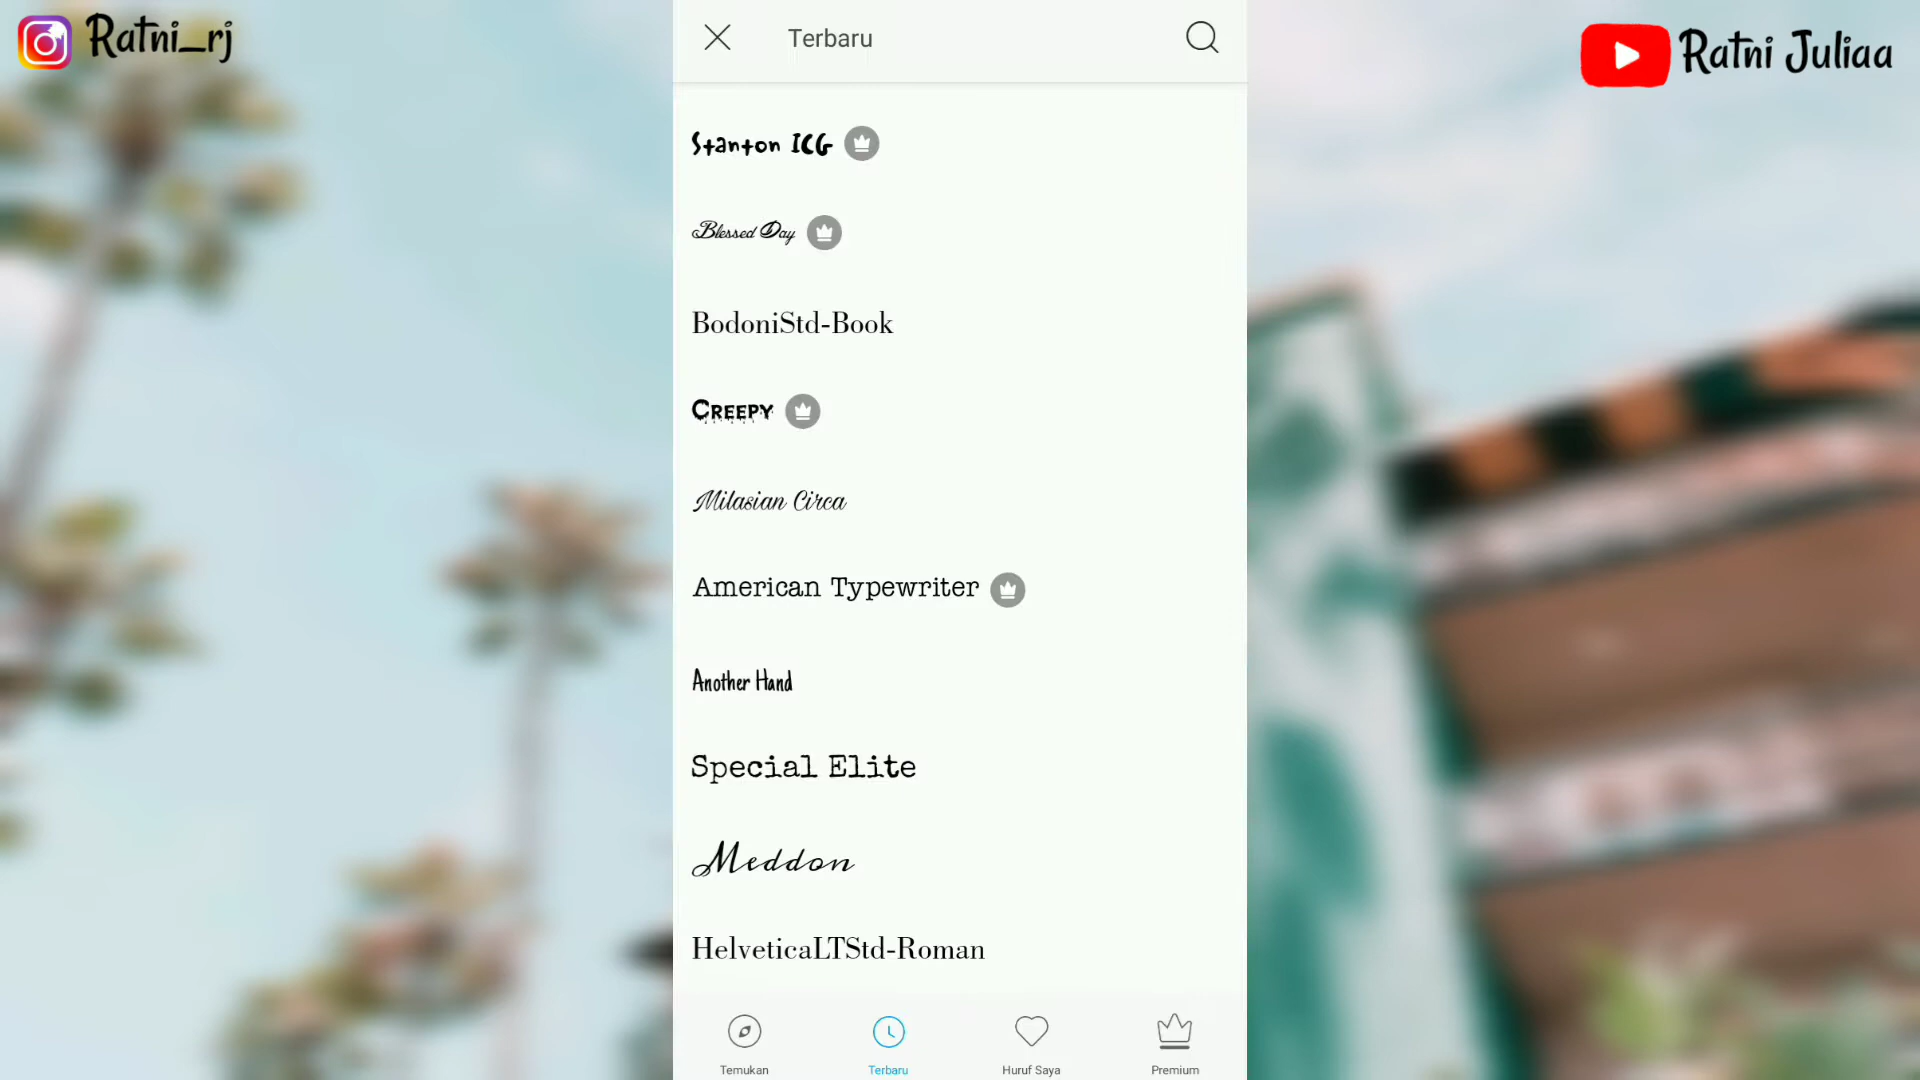 Ratni_rj
Terbaru
Ratni Juliaa
Stanton ICG
Blessed Day
BodoniStd-Book
Creepy
Milasian Circa
American Typewriter
Another Hand
Special Elite
Meddon
HelveticaLTStd-Roman
Temukan
Terbaru
Huruf Saya
Premium